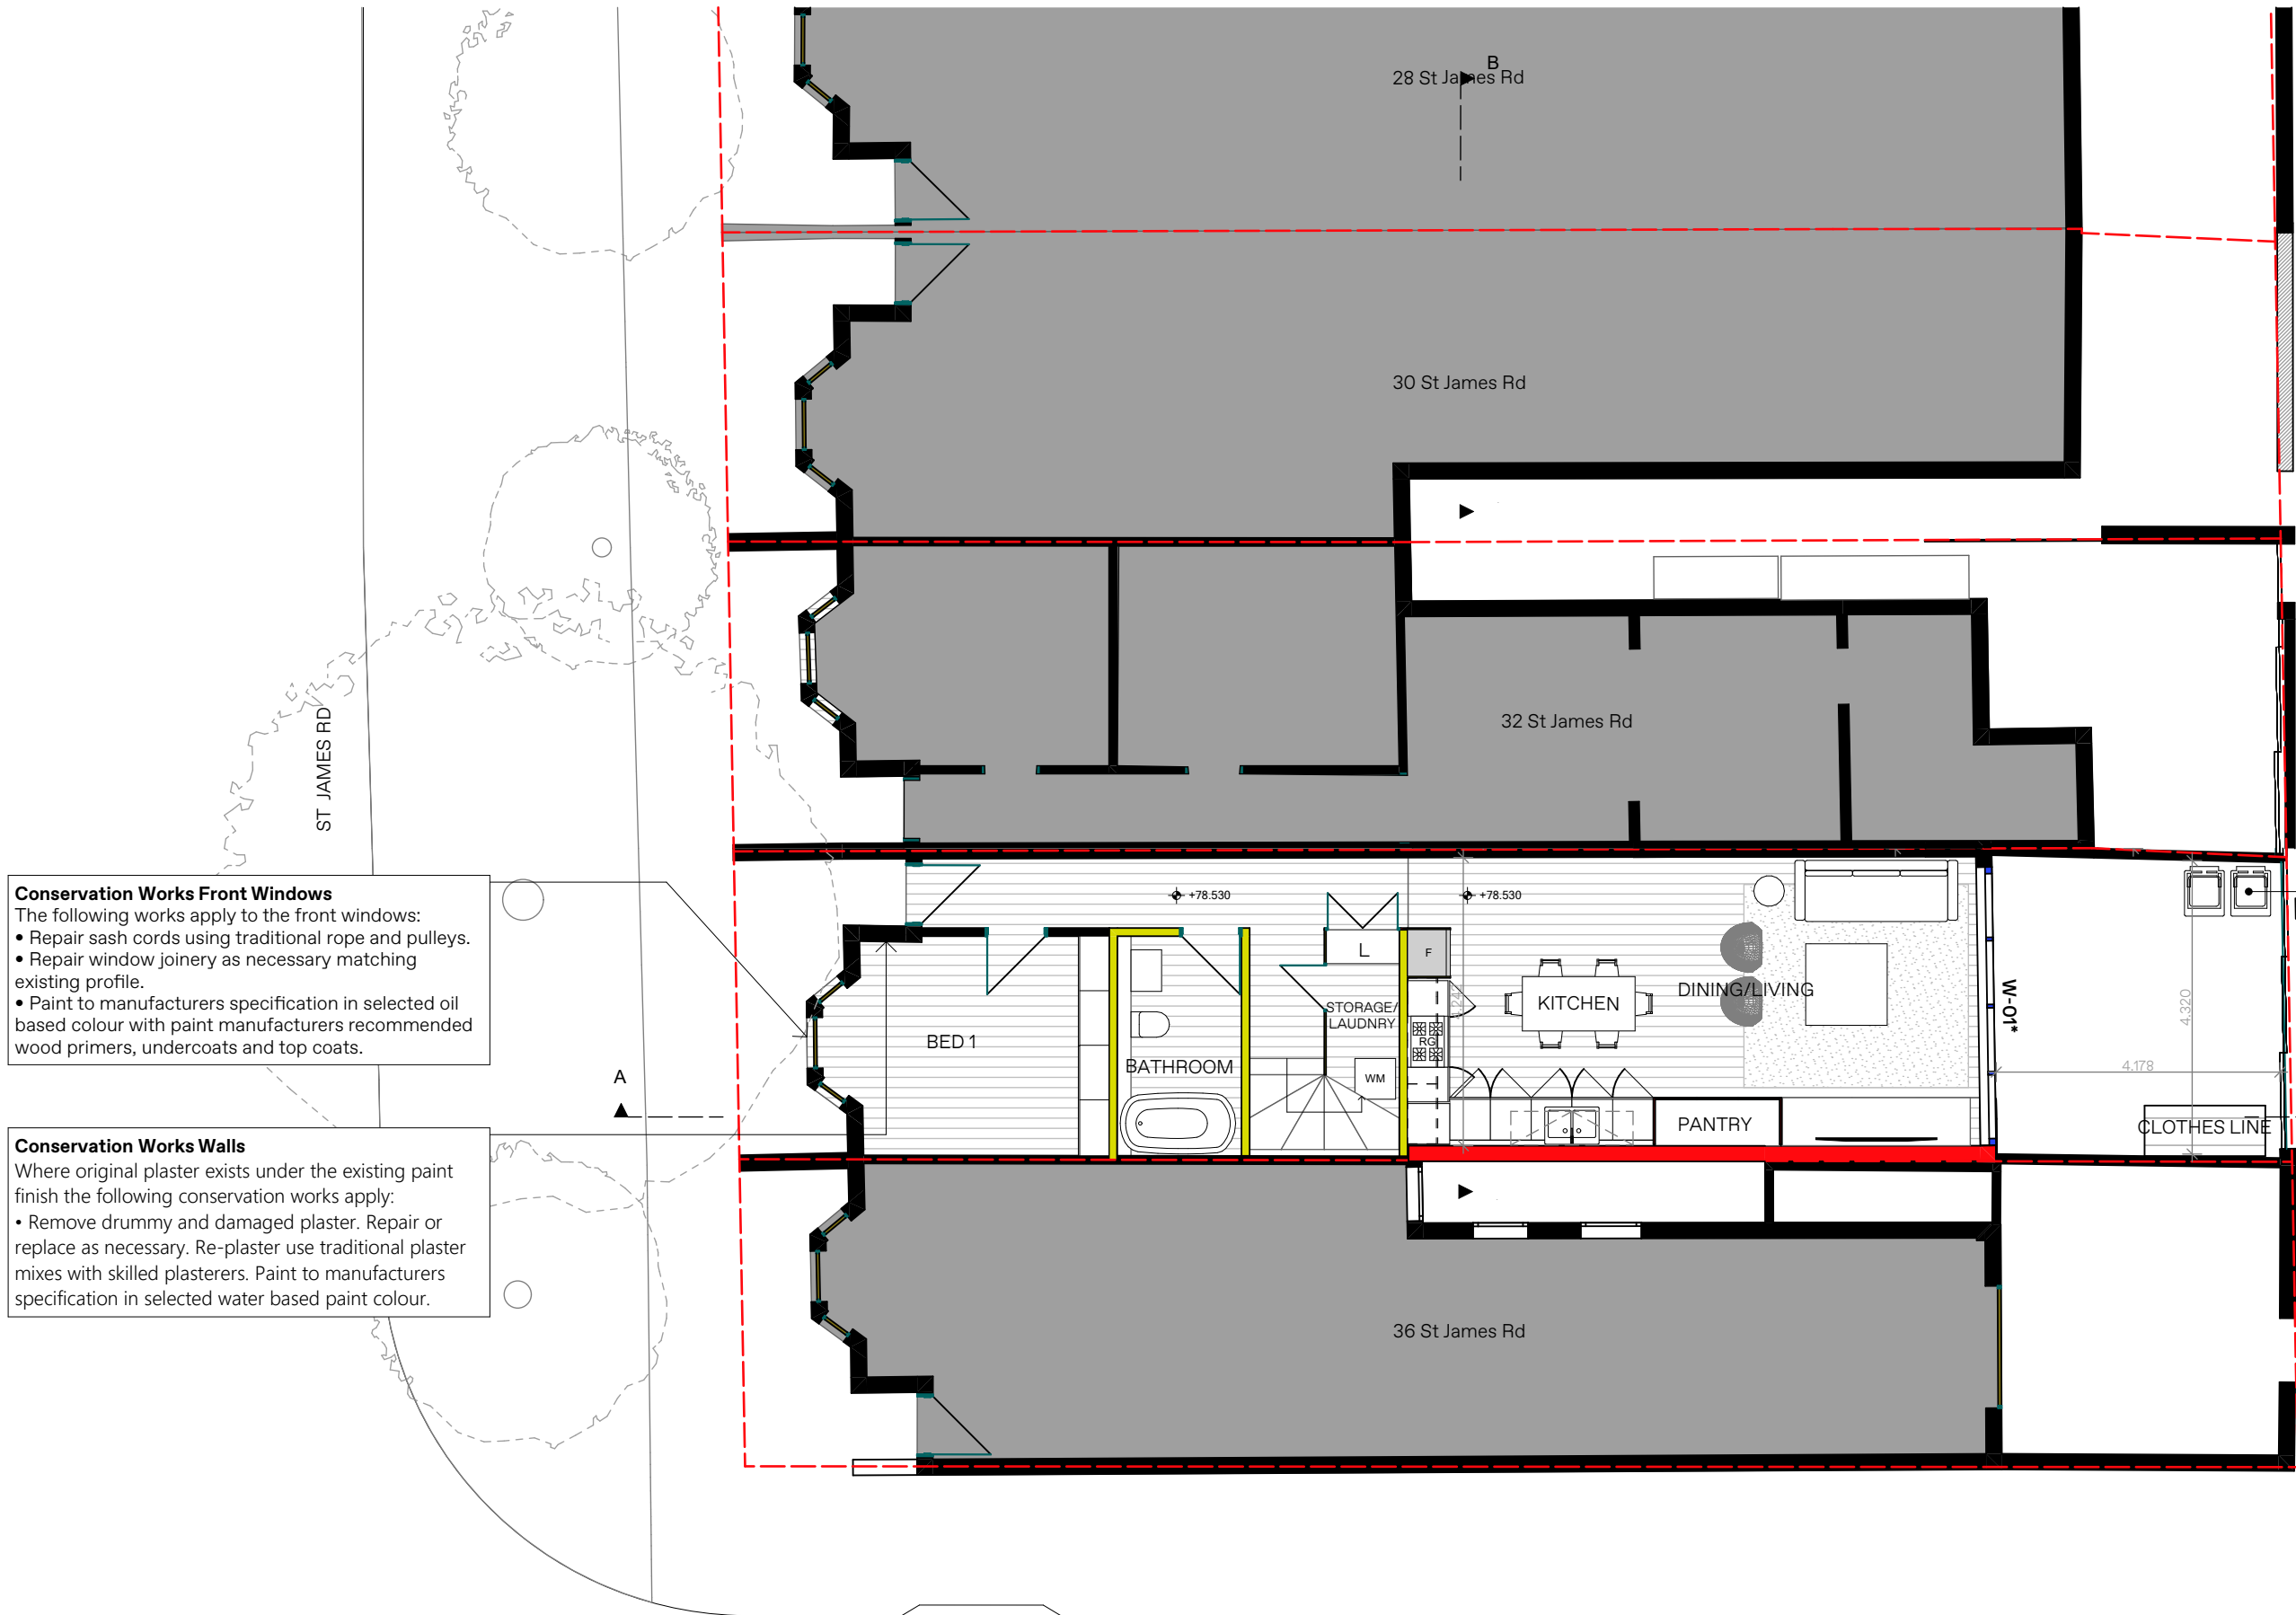 B
28 St James Rd
30 St James Rd
32 St James Rd
ST JAMES RD
Conservation Works Front Windows
The following works apply to the front windows:
• Repair sash cords using traditional rope and pulleys.
• Repair window joinery as necessary matching
existing profile.
• Paint to manufacturers specification in selected oil
based colour with paint manufacturers recommended
wood primers, undercoats and top coats.
+78.530
+78.530
L
F
STORAGE/
LAUDNRY
RG
WM
BED 1
BATHROOM
KITCHEN
DINING/LIVING
PANTRY
W-01*
4.320
4.178
CLOTHES LINE
A
Conservation Works Walls
Where original plaster exists under the existing paint
finish the following conservation works apply:
• Remove drummy and damaged plaster. Repair or
replace as necessary. Re-plaster use traditional plaster
mixes with skilled plasterers. Paint to manufacturers
specification in selected water based paint colour.
36 St James Rd